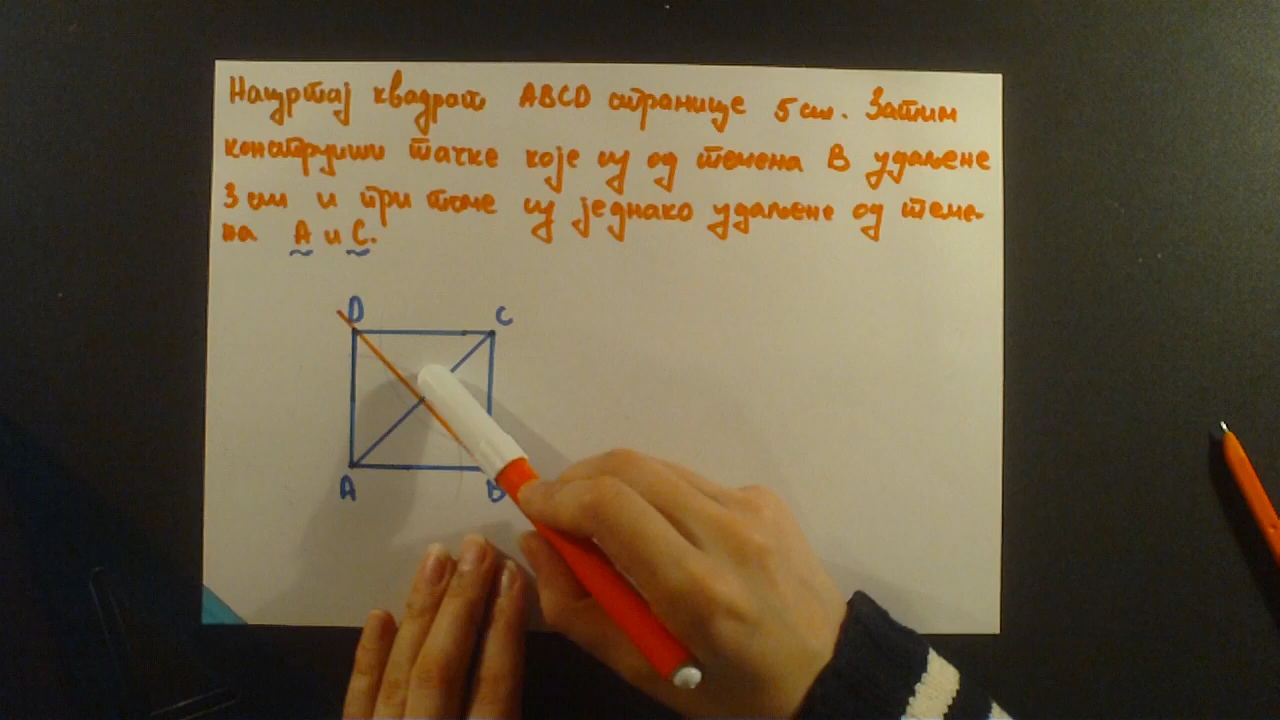 Нацртај квадрат ABCD странице 5 cm. Затим
конструиши тачке које су од темена B удаљене
3 cm и при томе су једнако удаљене од теме-
на A и C.
D
C
A
B